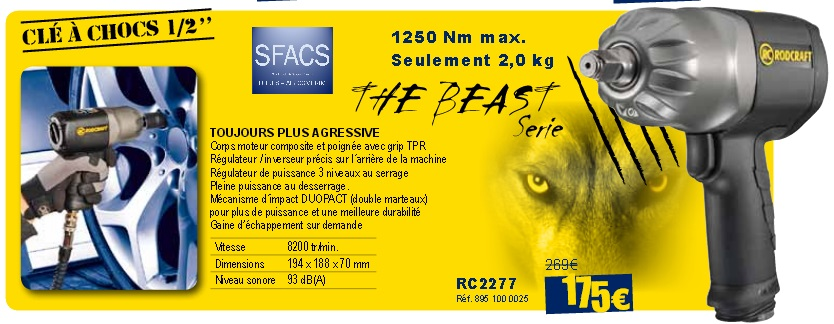 CLÉ À CHOCS 1/2’’
SFACS
1250 Nm max.
Seulement 2,0 kg
THE BEAST
Serie
RC RODCRAFT
RODCRAFT
TOUJOURS PLUS AGRESSIVE
Corps moteur composite et poignée avec grip TPR
Régulateur / inverseur précis sur l´arrière de la machine
Régulateur de puissance 3 niveaux au serrage
Pleine puissance au desserrage.
Mécanisme d´impact DUOPACT (double marteaux)
pour plus de puissance et une meilleure durabilité
Gaine d´échappement sur demande
Vitesse 8200 tr/min.
Dimensions 194 x 188 x 70 mm
Niveau sonore 93 dB(A)
RC2277
Réf. 895 100 0025
269€
175€